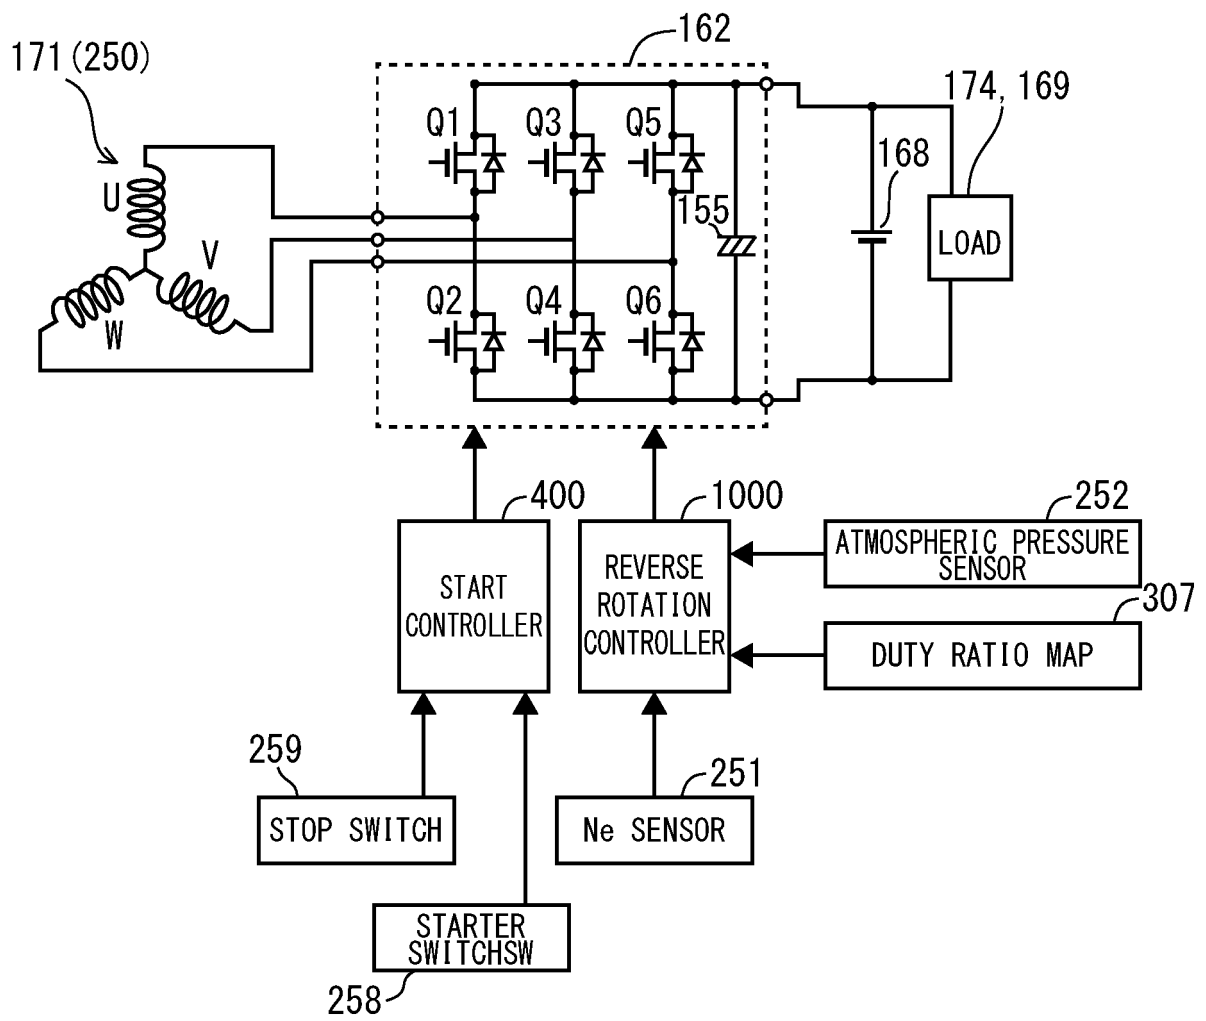 162
171(250)
174, 169
Q1
Q3
Q5
168
U
155
V
LOAD
W
Q2
Q4
Q6
400
1000
252
START
CONTROLLER
REVERSE
ROTATION
CONTROLLER
ATMOSPHERIC PRESSURE
SENSOR
307
DUTY RATIO MAP
259
251
STOP SWITCH
Ne SENSOR
STARTER
SWITCHSW
258